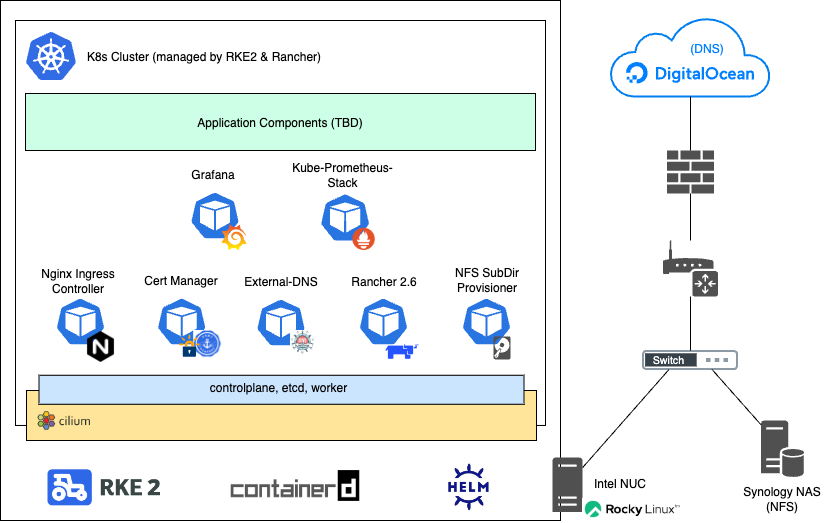 K8s Cluster (managed by RKE2 & Rancher)
(DNS)
DigitalOcean
Application Components (TBD)
Grafana
Kube-Prometheus-
Stack
Nginx Ingress
Controller
Cert Manager
External-DNS
Rancher 2.6
NFS SubDir
Provisioner
N
Switch
controlplane, etcd, worker
cilium
RKE 2
containerd
HELM
Intel NUC
Rocky Linux™
Synology NAS
(NFS)